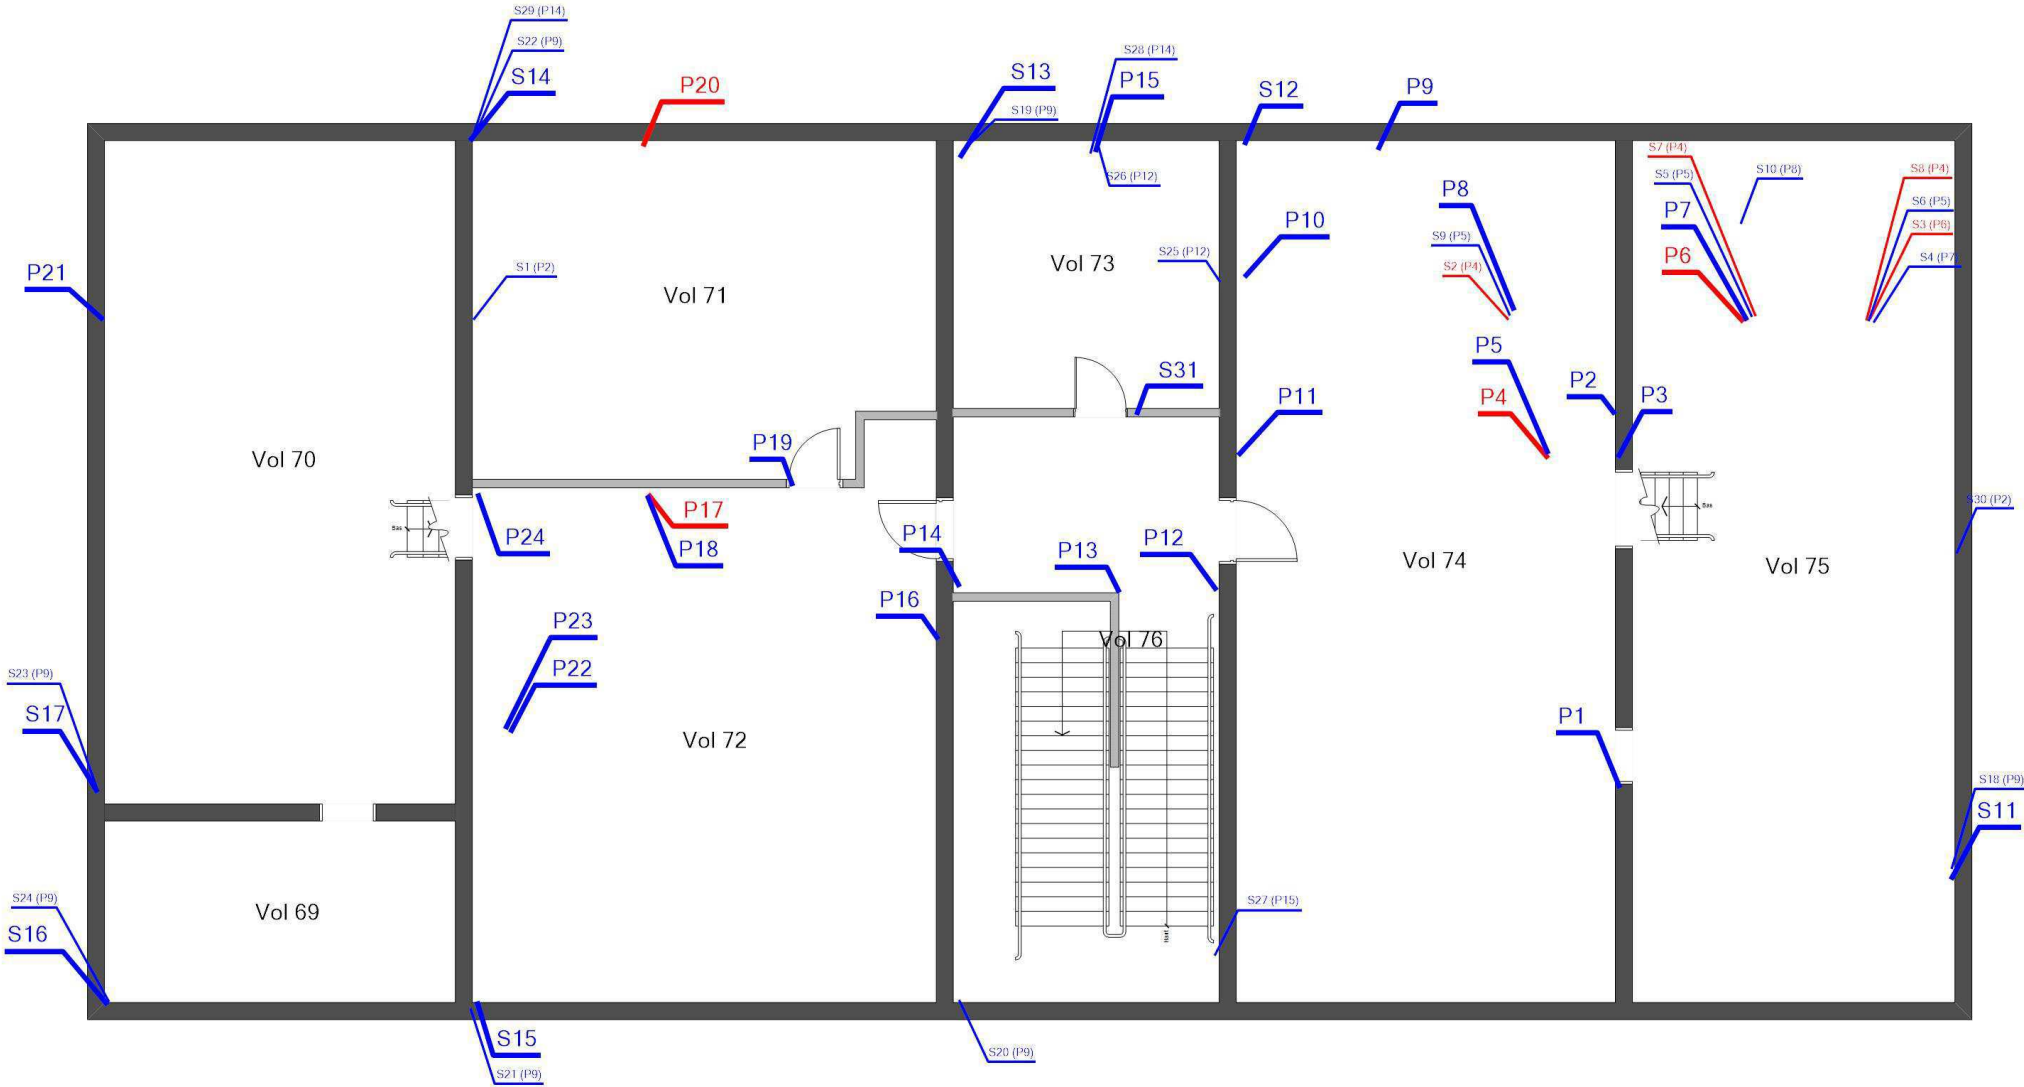 S29 (P14)
S22 (P9)
S14
P20
S13
S19 (P9)
S28 (P14)
P15
S26 (P12)
S12
P9
S7 (P4)
S5 (P5)
P7
P6
S10 (P8)
S8 (P4)
S6 (P5)
S3 (P6)
S4 (P7)
P8
S9 (P5)
S2 (P4)
P10
S25 (P12)
Vol 73
P21
S1 (P2)
Vol 71
P5
P4
P2
P3
S31
P11
P19
Vol 70
P24
P17
P18
P14
P13
P12
Vol 74
Vol 75
S30 (P2)
Bas
Bas
P16
P23
P22
Vol 76
S23 (P9)
S17
Vol 72
P1
S18 (P9)
S11
S24 (P9)
S16
Vol 69
S27 (P15)
Haut
S15
S21 (P9)
S20 (P9)